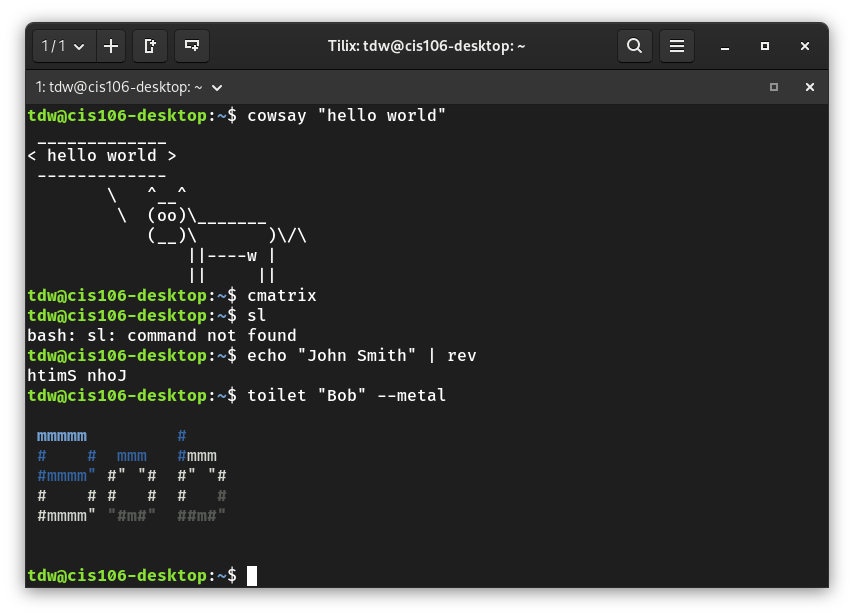 1 / 1
Tilix: tdw@cis106-desktop: ~
1: tdw@cis106-desktop: ~
tdw@cis106-desktop:~$ cowsay "hello world"
 _____________
< hello world >
 -------------
        \   ^__^
         \  (oo)\_______
            (__)\       )\/\
                ||----w |
                ||     ||
tdw@cis106-desktop:~$ cmatrix
tdw@cis106-desktop:~$ sl
bash: sl: command not found
tdw@cis106-desktop:~$ echo "John Smith" | rev
htimS nhoJ
tdw@cis106-desktop:~$ toilet "Bob" --metal
 mmmmm         #
 #    #  mmm   #mmm
 #mmmm" #" "#  #" "#
 #    # #   #  #   #
 #mmmm" "#m#"  ##m#"
tdw@cis106-desktop:~$